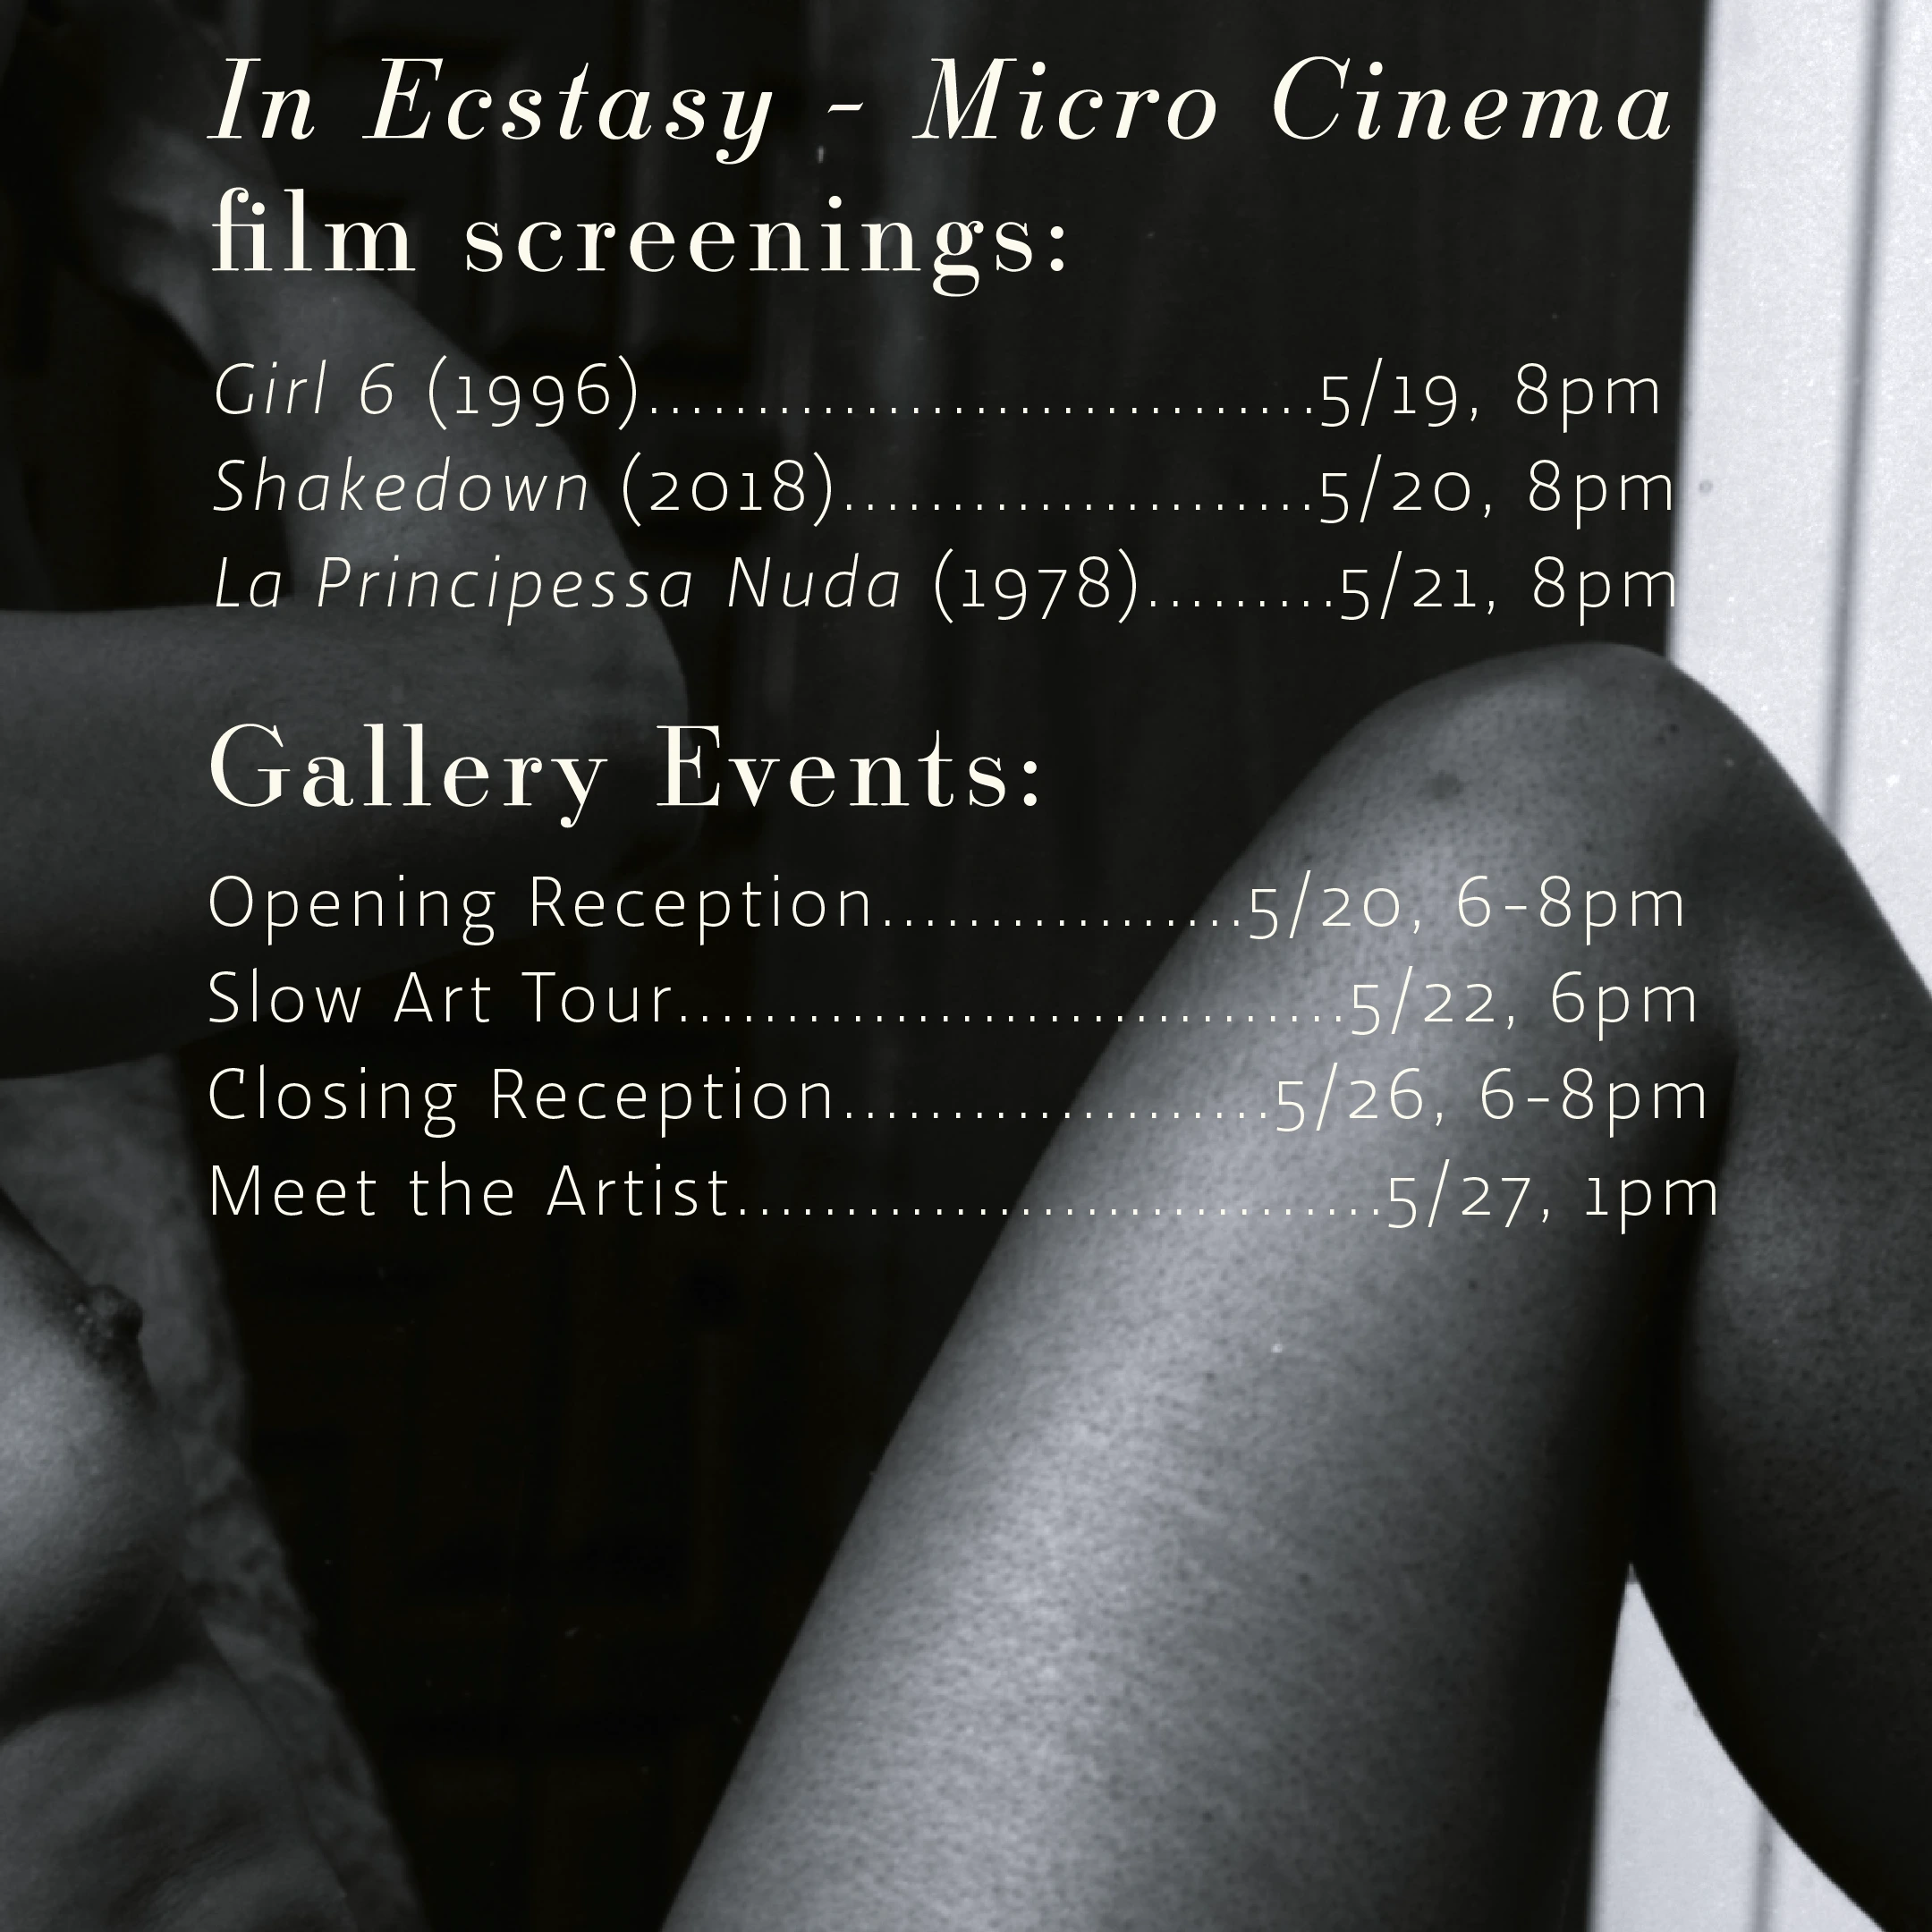 In Ecstasy - Micro Cinema
film screenings:
Girl 6 (1996)...............................5/19, 8pm
Shakedown (2018)......................5/20, 8pm
La Principessa Nuda (1978).........5/21, 8pm
Gallery Events:
Opening Reception.................5/20, 6-8pm
Slow Art Tour...............................5/22, 6pm
Closing Reception....................5/26, 6-8pm
Meet the Artist..............................5/27, 1pm